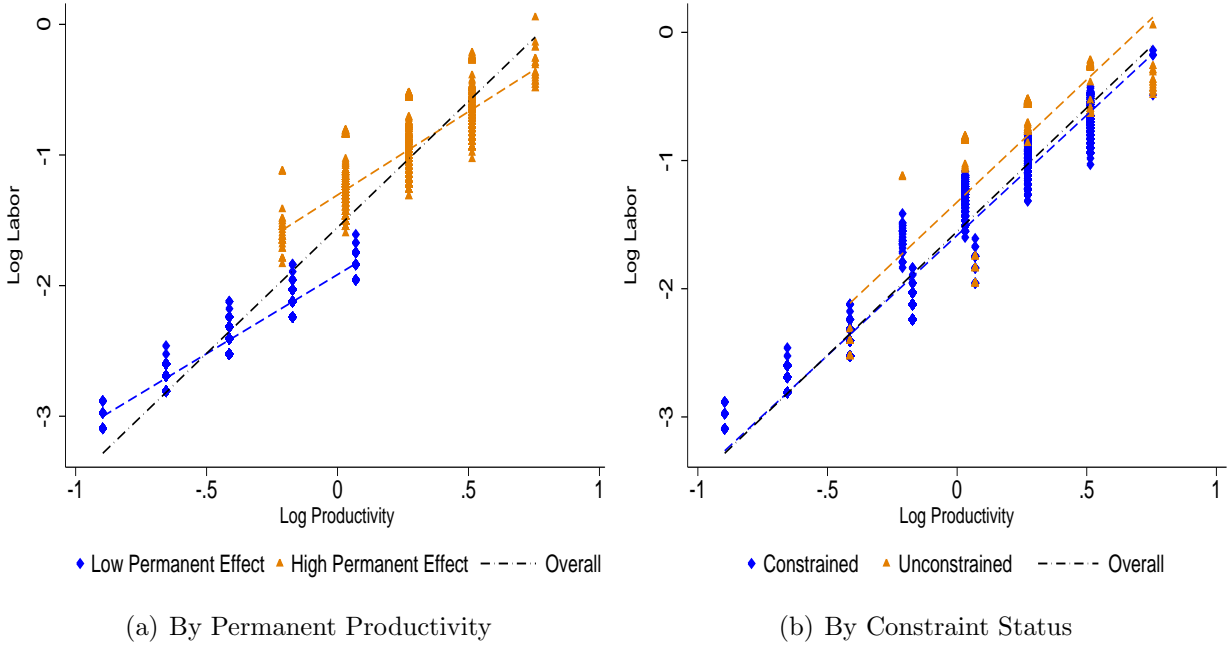 0
-1
-2
-3
Log Labor
-1
-.5
0
.5
1
Log Productivity
Low Permanent Effect
High Permanent Effect
Overall
(a) By Permanent Productivity
0
-1
-2
-3
Log Labor
-1
-.5
0
.5
1
Log Productivity
Constrained
Unconstrained
Overall
(b) By Constraint Status